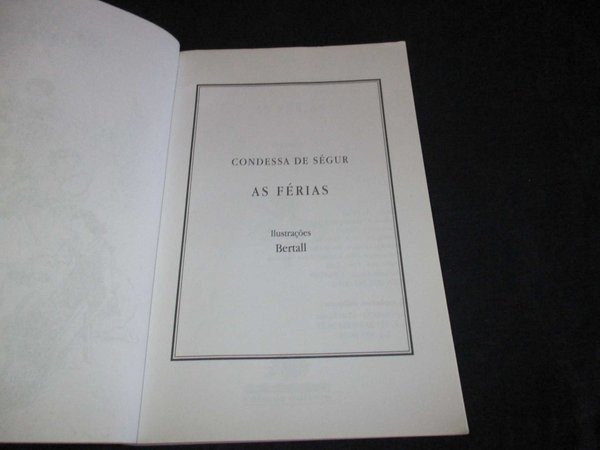 CONDESSA DE SÉGUR
AS FÉRIAS
Ilustrações
Bertall